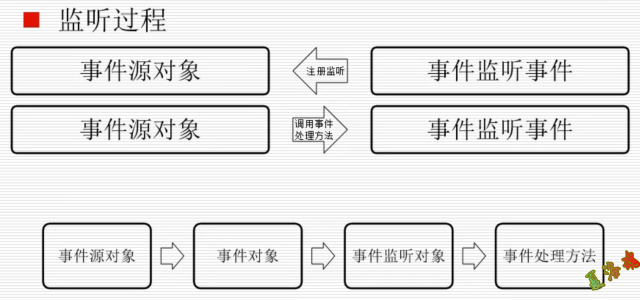 监听过程
事件源对象
注册监听
事件监听事件
事件源对象
调用事件
处理方法
事件监听事件
事件源对象
事件对象
事件监听对象
事件处理方法